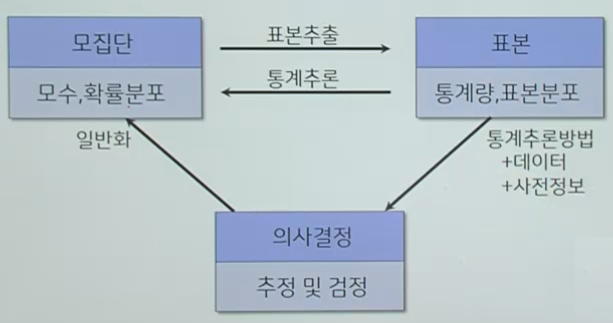 모집단
표본추출
표본
모수,확률분포
통계추론
통계량,표본분포
일반화
통계추론방법
+데이터
+사전정보
의사결정
추정 및 검정